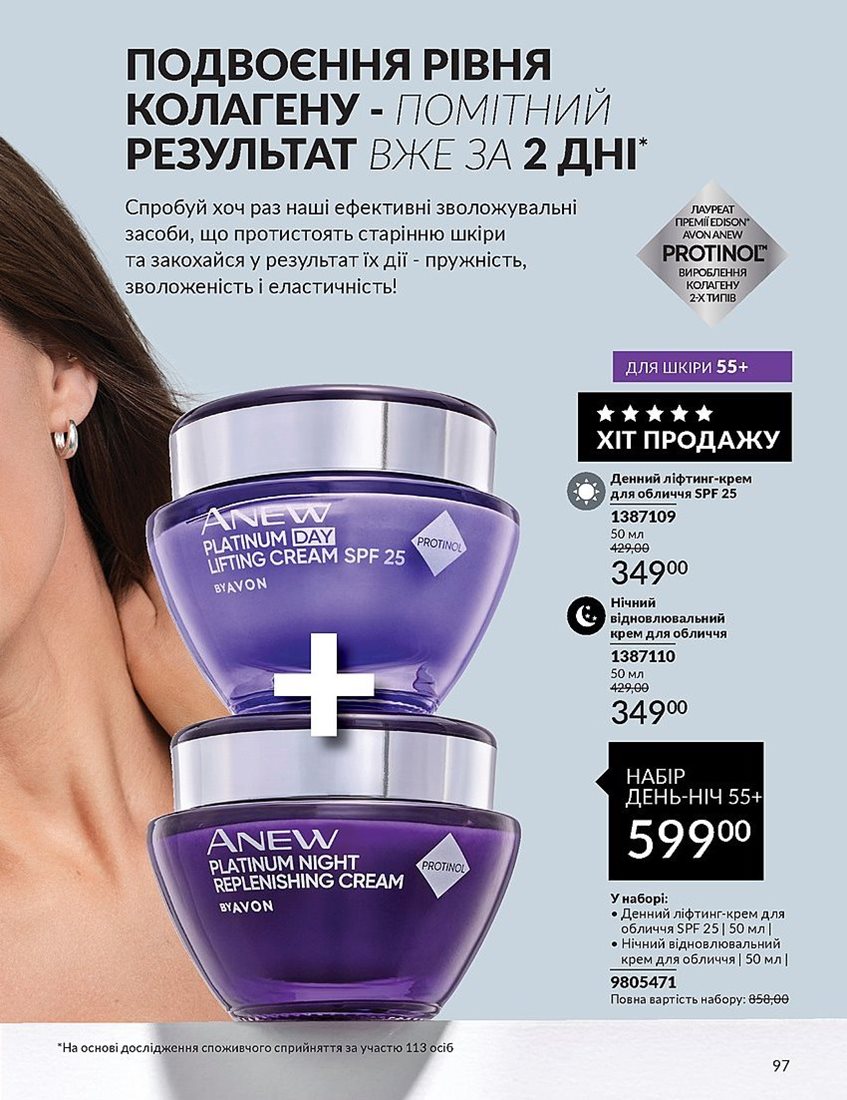 ПОДВОЄННЯ РІВНЯ
КОЛАГЕНУ - ПОМІТНИЙ
РЕЗУЛЬТАТ ВЖЕ ЗА 2 ДНІ*
Спробуй хоч раз наші ефективні зволожувальні
засоби, що протистоять старінню шкіри
та закохайся у результат їх дії - пружність,
зволоженість і еластичність!
ЛАУРЕАТ
ПРЕМІЇ EDISON*
AVON ANEW
PROTINOL™
ВИРОБЛЕННЯ
КОЛАГЕНУ
2-Х ТИПІВ
ДЛЯ ШКІРИ 55+
ХІТ ПРОДАЖУ
Денний ліфтинг-крем
для обличчя SPF 25
1387109
50 мл
429,00
34900
Нічний
відновлювальний
крем для обличчя
1387110
50 мл
429,00
34900
ANEW
PLATINUM DAY
LIFTING CREAM SPF 25
BY AVON
PROTINOL
ANEW
PLATINUM NIGHT
REPLENISHING CREAM
BY AVON
PROTINOL
НАБІР
ДЕНЬ-НІЧ 55+
59900
У наборі:
• Денний ліфтинг-крем для
обличчя SPF 25 | 50 мл |
• Нічний відновлювальний
крем для обличчя | 50 мл |
9805471
Повна вартість набору: 858,00
*На основі дослідження споживчого сприйняття за участю 113 осіб
97